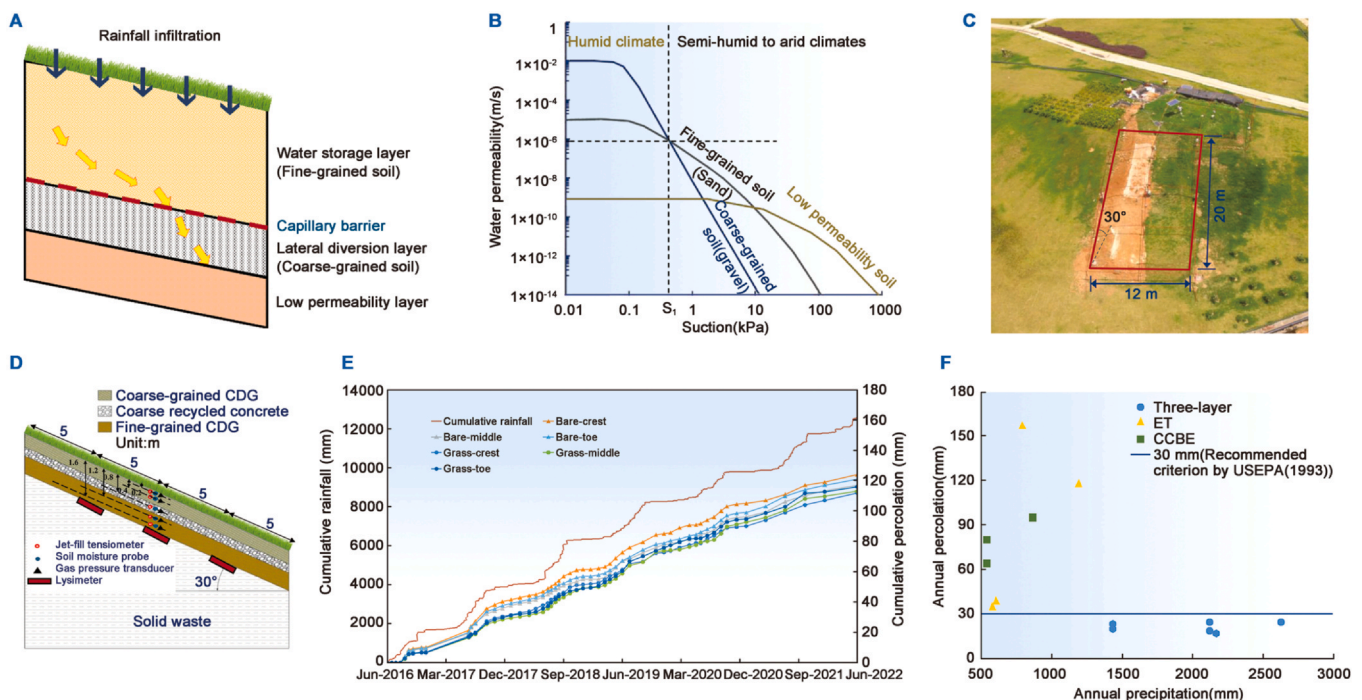 A
Rainfall infiltration
Water storage layer
(Fine-grained soil)
Capillary barrier
Lateral diversion layer
(Coarse-grained soil)
Low permeability layer
B
Humid climate
Semi-humid to arid climates
Water permeability(m/s)
1
1×10-2
1×10-4
1×10-6
1×10-8
1×10-10
1×10-12
1×10-14
Fine-grained soil
(Sand)
Coarse-grained
soil(gravel)
Low permeability soil
0.01
0.1
S1
1
10
100
1000
Suction(kPa)
C
30°
20 m
12 m
D
Coarse-grained CDG
Coarse recycled concrete
Fine-grained CDG
Unit:m
5
5
5
5
1.6
1.2
0.8
0.4
0.2
Jet-fill tensiometer
Soil moisture probe
Gas pressure transducer
Lysimeter
30°
Solid waste
E
Cumulative rainfall (mm)
14000
12000
10000
8000
6000
4000
2000
0
Cumulative rainfall
Bare-crest
Bare-middle
Bare-toe
Grass-crest
Grass-middle
Grass-toe
180
160
140
120
100
80
60
40
20
0
Cumulative percolation (mm)
Jun-2016
Mar-2017
Dec-2017
Sep-2018
Jun-2019
Mar-2020
Dec-2020
Sep-2021
Jun-2022
F
Annual percolation(mm)
180
150
120
90
60
30
0
Three-layer
ET
CCBE
30 mm(Recommended
criterion by USEPA(1993))
500
1000
1500
2000
2500
3000
Annual precipitation(mm)